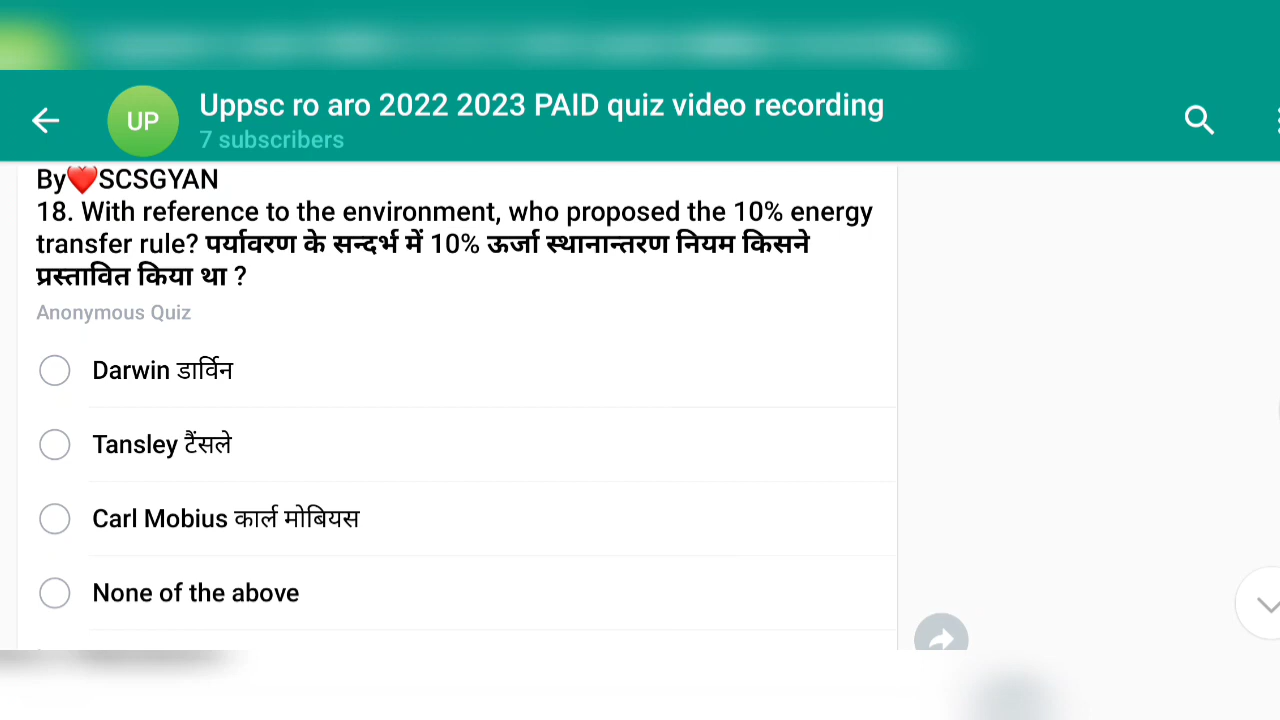 UP
Uppsc ro aro 2022 2023 PAID quiz video recording
7 subscribers
By❤️SCSGYAN
18. With reference to the environment, who proposed the 10% energy
transfer rule? पर्यावरण के सन्दर्भ में 10% ऊर्जा स्थानान्तरण नियम किसने
प्रस्तावित किया था ?
Anonymous Quiz
Darwin डार्विन
Tansley टैंसले
Carl Mobius कार्ल मोबियस
None of the above